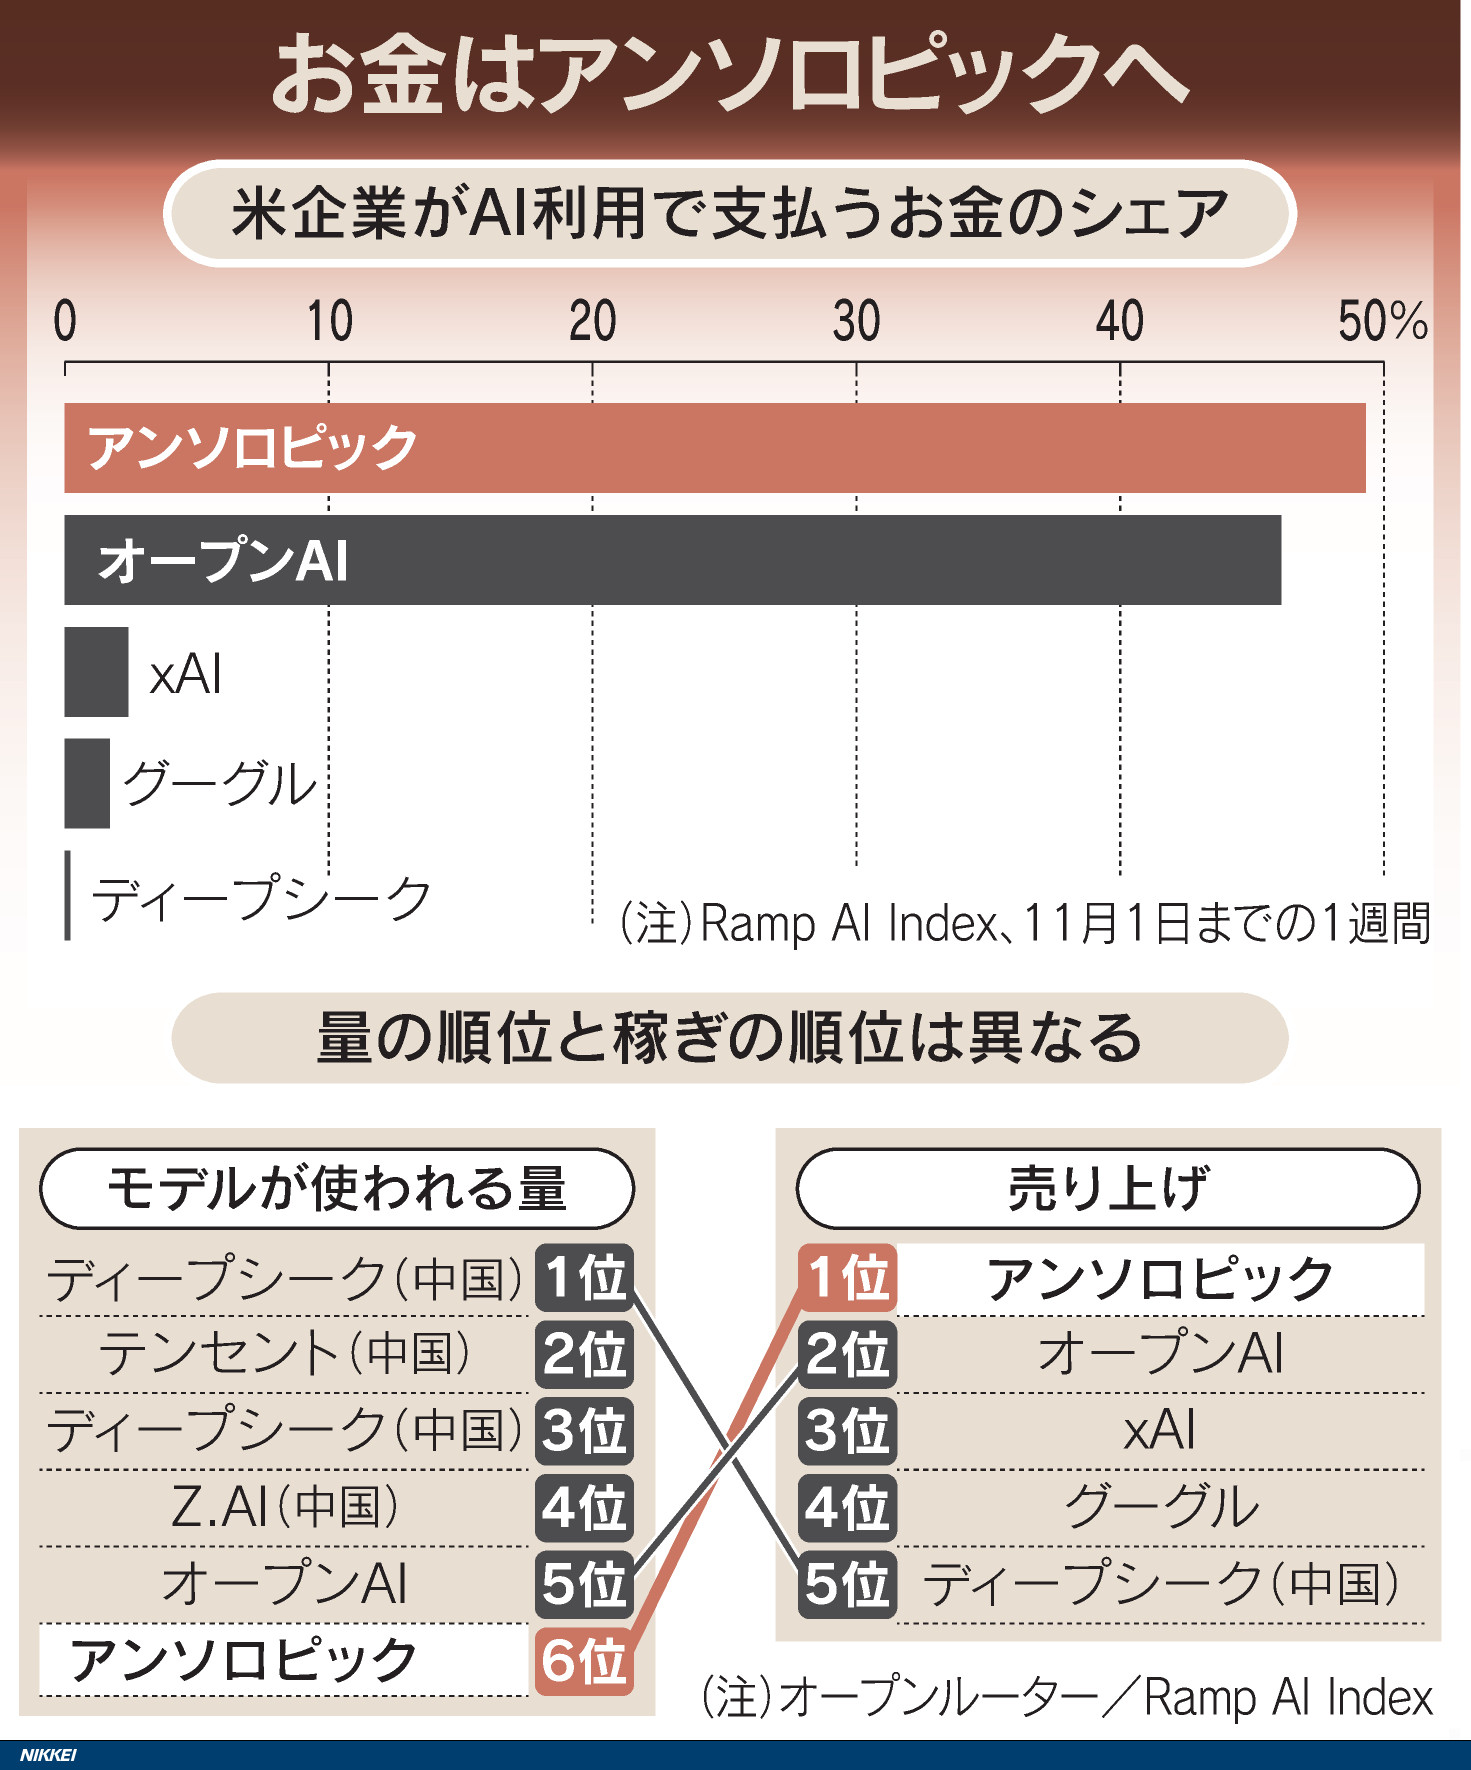 お金はアンソロピックへ
米企業がAI利用で支払うお金のシェア
0 10 20 30 40 50%
アンソロピック
オープンAI
xAI
グーグル
ディープシーク
(注)Ramp AI Index、11月1日までの1週間
量の順位と稼ぎの順位は異なる
モデルが使われる量
ディープシーク(中国) 1位
テンセント(中国) 2位
ディープシーク(中国) 3位
Z.AI(中国) 4位
オープンAI 5位
アンソロピック 6位
売り上げ
1位 アンソロピック
2位 オープンAI
3位 xAI
4位 グーグル
5位 ディープシーク(中国)
(注)オープンルーター／Ramp AI Index
NIKKEI